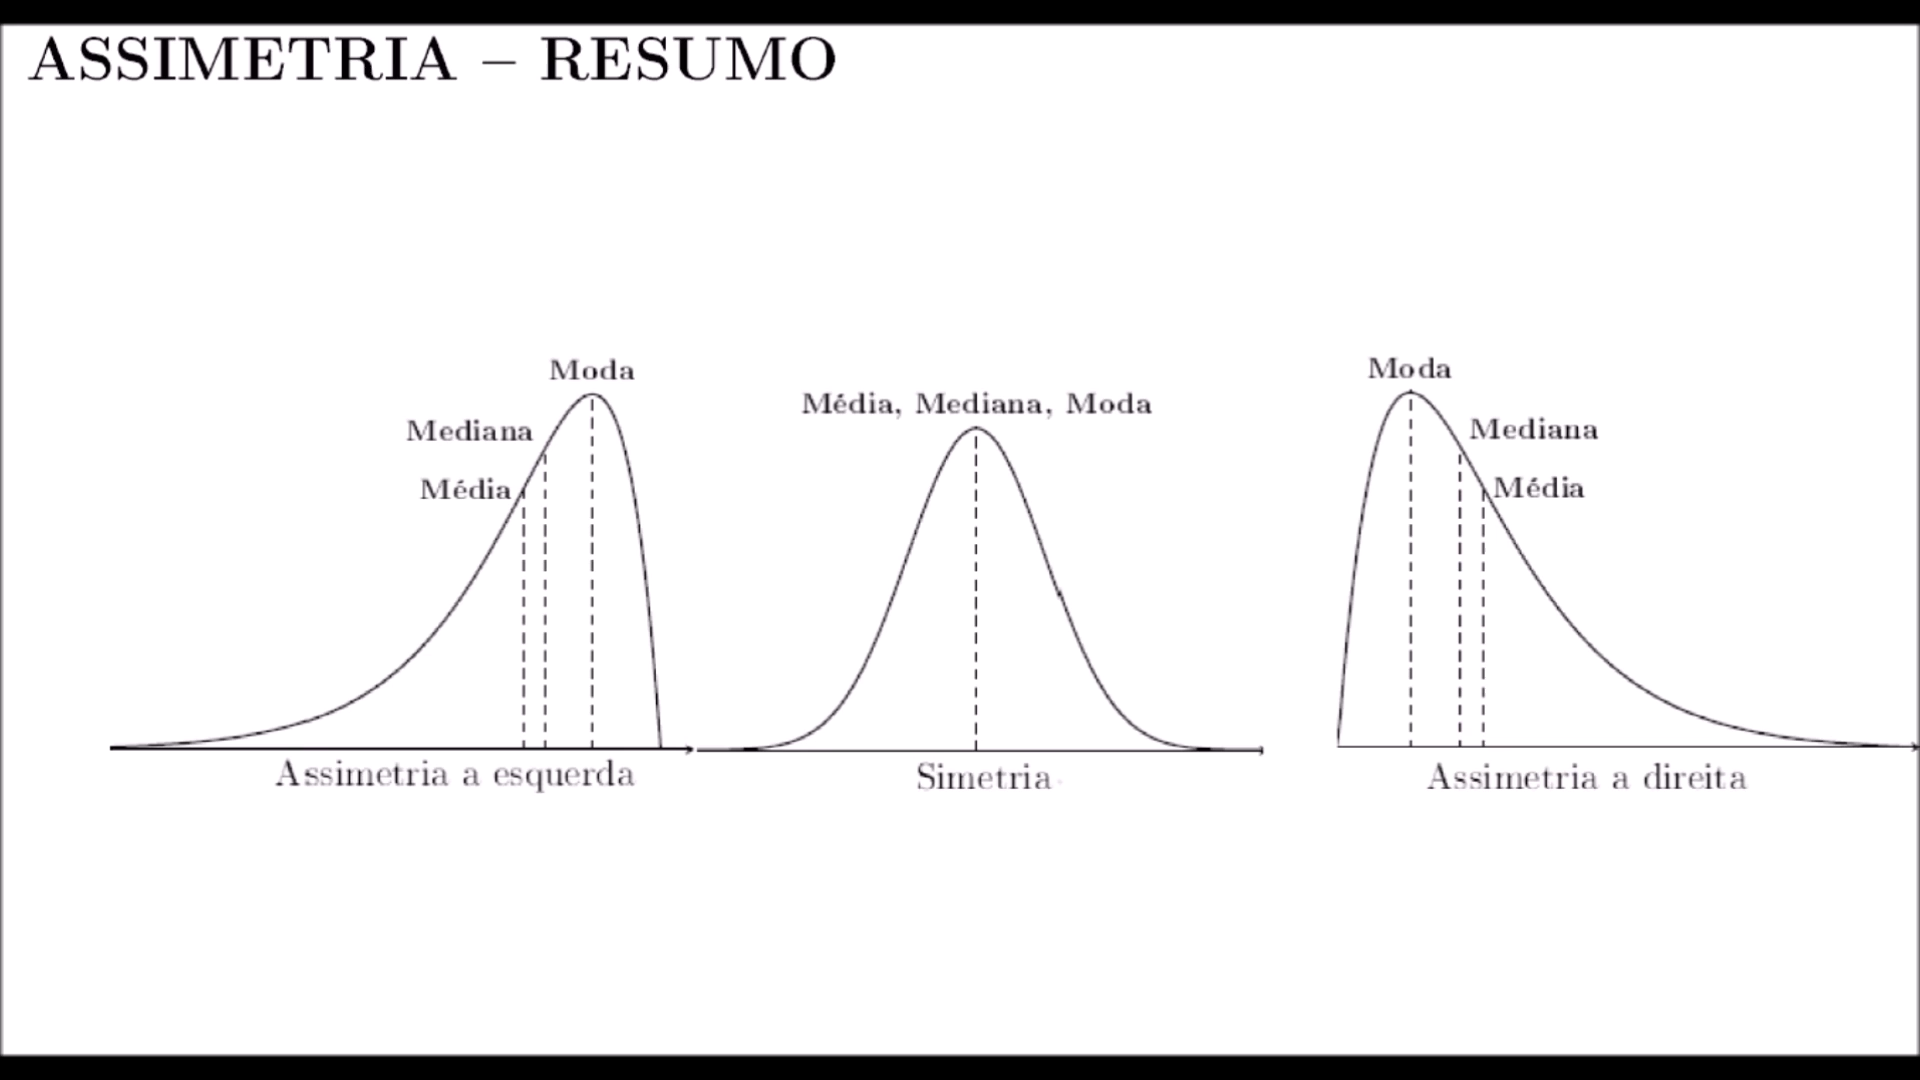 ASSIMETRIA – RESUMO
Moda
Mediana
Média
Assimetria a esquerda
Média, Mediana, Moda
Simetria
Moda
Mediana
Média
Assimetria a direita